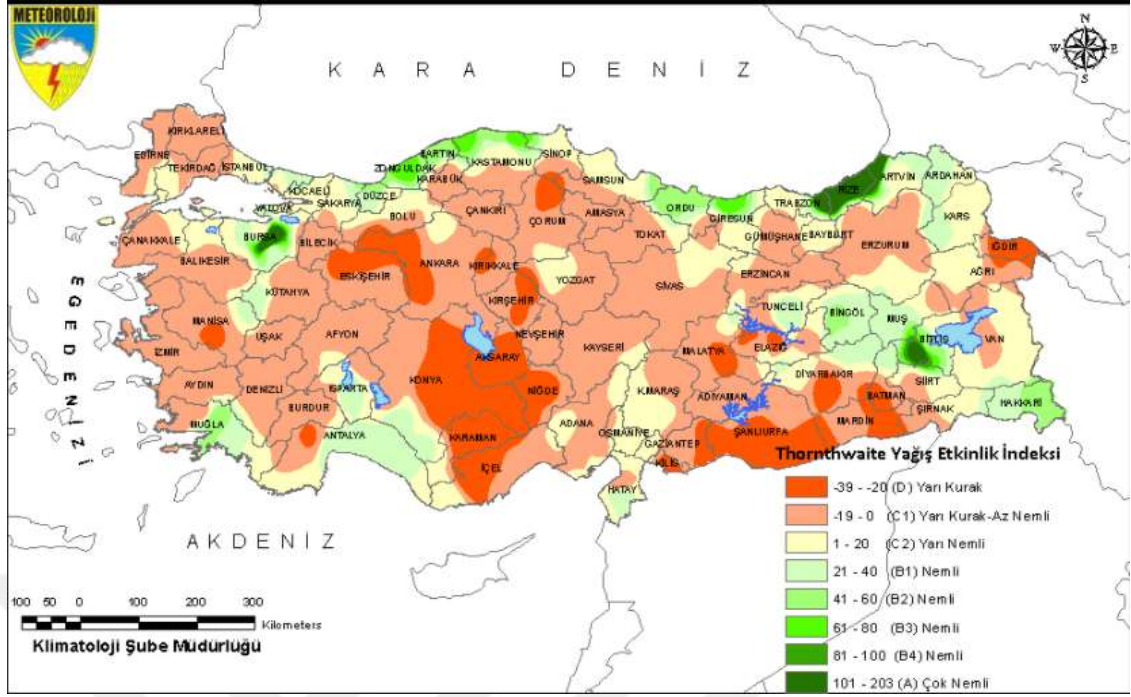 METEOROLOJİ
N
W E
S
KARA DENİZ
EGE DENİZİ
AKDENİZ
KIRKLARELİ
EDİRNE
TEKİRDAĞ
İSTANBUL
KOCAELİ
YALOVA
SAKARYA
DÜZCE
ZONGULDAK
BARTIN
KARABÜK
KASTAMONU
SİNOP
SAMSUN
BOLU
ÇANKIRI
ÇORUM
AMASYA
TOKAT
ORDU
GİRESUN
TRABZON
RİZE
ARTVİN
ARDAHAN
KARS
GÜMÜŞHANE
BAYBURT
ERZURUM
IĞDIR
AĞRI
ÇANAKKALE
BALIKESİR
BURSA
BİLECİK
ESKİŞEHİR
ANKARA
KIRIKKALE
YOZGAT
SİVAS
ERZİNCAN
TUNCELİ
BİNGÖL
MUŞ
BİTLİS
VAN
KÜTAHYA
MANİSA
UŞAK
AFYON
KIRŞEHİR
NEVŞEHİR
AKSARAY
KAYSERİ
MALATYA
ELAZIĞ
DİYARBAKIR
SİİRT
BATMAN
ŞIRNAK
HAKKARİ
İZMİR
AYDIN
DENİZLİ
ISPARTA
BURDUR
KONYA
NİĞDE
K.MARAŞ
ADIYAMAN
MARDİN
MUĞLA
ANTALYA
KARAMAN
İÇEL
ADANA
OSMANİYE
GAZİANTEP
KİLİS
ŞANLIURFA
HATAY
Thornthwaite Yağış Etkinlik İndeksi
-39 - -20 (D) Yarı Kurak
-19 - 0 (C1) Yarı Kurak-Az Nemli
1 - 20 (C2) Yarı Nemli
21 - 40 (B1) Nemli
41 - 60 (B2) Nemli
61 - 80 (B3) Nemli
81 - 100 (B4) Nemli
101 - 203 (A) Çok Nemli
100 50 0 100 200 300
Kilometers
Klimatoloji Şube Müdürlüğü